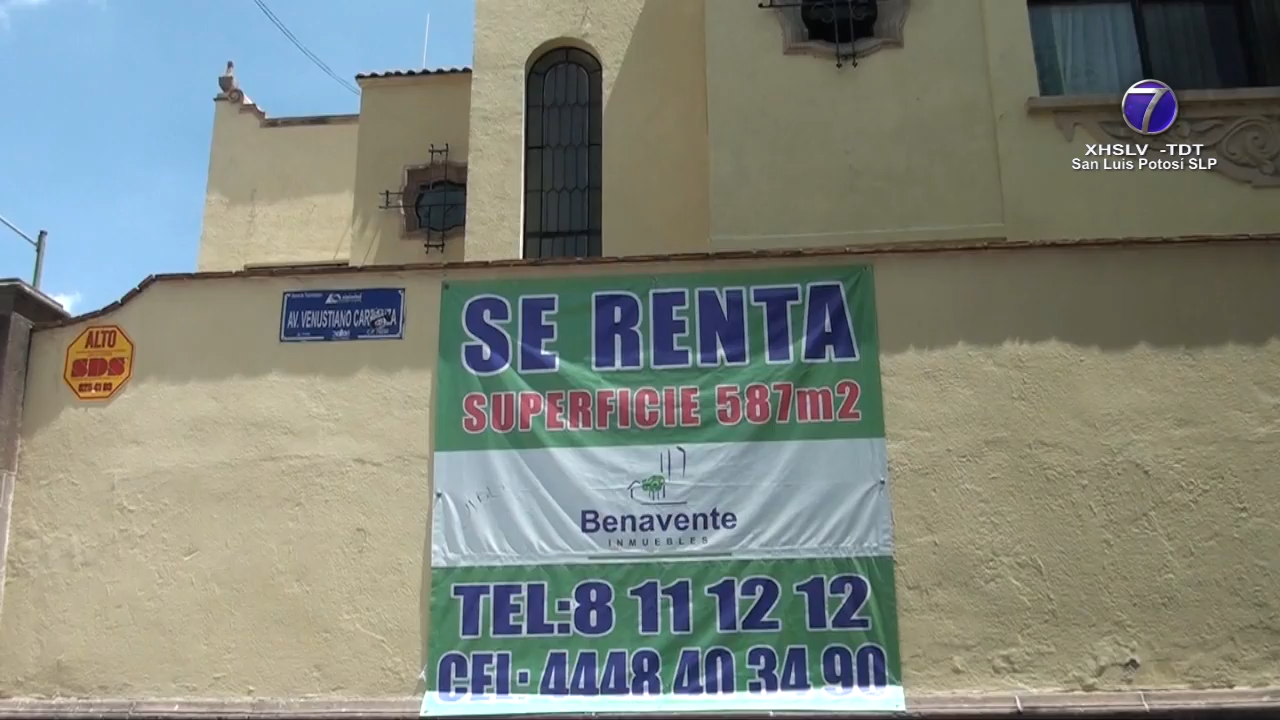 7
XHSLV -TDT
San Luis Potosí SLP
AV. VENUSTIANO CARRANZA
ALTO
SDS
SE RENTA
SUPERFICIE 587m2
Benavente
INMUEBLES
TEL:8 11 12 12
CEL: 4448 40 34 90